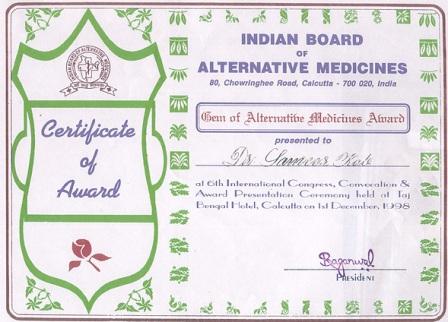 Certificate
of
Award
INDIAN BOARD
OF
ALTERNATIVE MEDICINES
80, Chowringhee Road, Calcutta - 700 020, India
Gem of Alternative Medicines Award
presented to
Dr Sameer
at 6th International Congress, Convocation &
Award Presentation Ceremony held at Taj
Bengal Hotel, Calcutta on 1st December, 1998
PRESIDENT